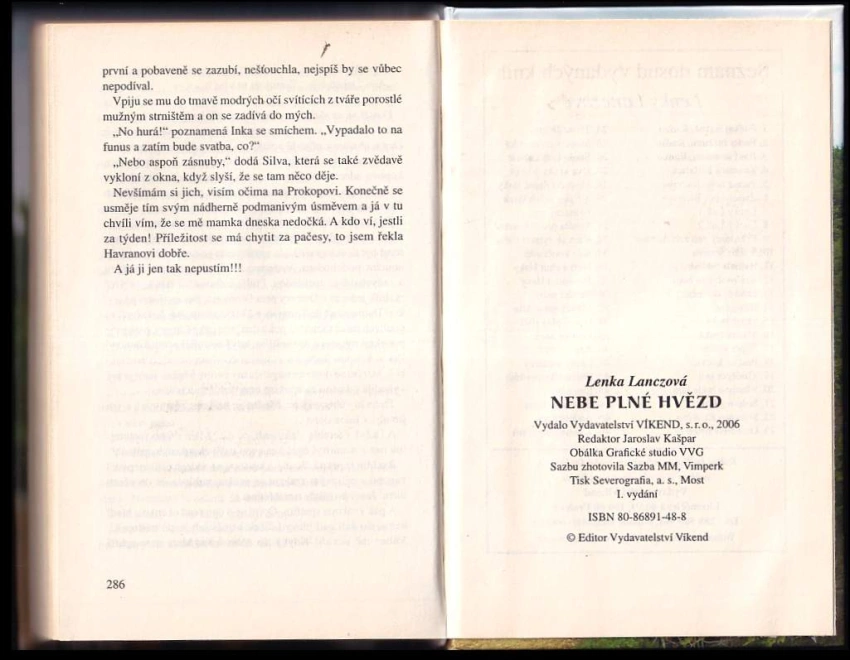 první a pobaveně se zazubí, nešťouchla, nejspíš by se vůbec
nepodíval.
Vpiju se mu do tmavě modrých očí svítících z tváře porostlé
mužným strništěm a on se zadívá do mých.
„No hurá!“ poznamená Inka se smíchem. „Vypadalo to na
funus a zatím bude svatba, co?“
„Nebo aspoň zásnuby,“ dodá Silva, která se také zvědavě
vykloní z okna, když slyší, že se tam něco děje.
Nevšímám si jich, visím očima na Prokopovi. Konečně se
usměje tím svým nádherně podmanivým úsměvem a já v tu
chvíli vím, že se mě mamka dneska nedočká. A kdo ví, jestli
za týden! Příležitost se má chytit za pačesy, to jsem řekla
Havranovi dobře.
A já ji jen tak nepustím!!!
286
Lenka Lanczová
NEBE PLNÉ HVĚZD
Vydalo Vydavatelství VÍKEND, s.r.o., 2006
Redaktor Jaroslav Kašpar
Obálka Grafické studio VVG
Sazbu zhotovila Sazba MM, Vimperk
Tisk Severografia, a. s., Most
I. vydání
ISBN 80-86891-48-8
© Editor Vydavatelství Víkend